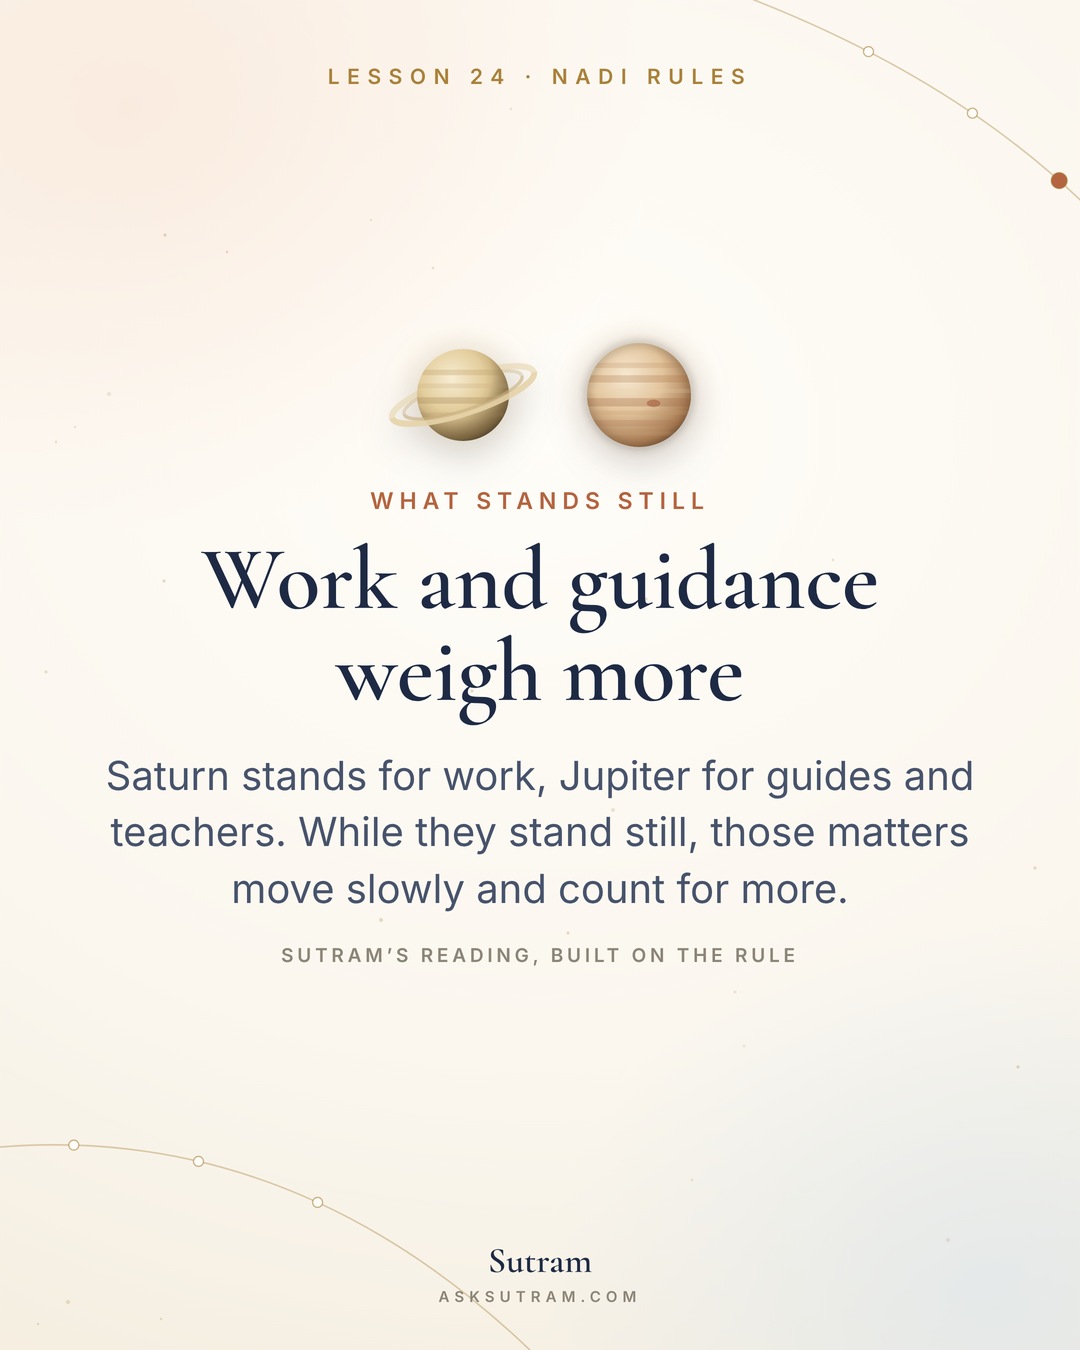 LESSON 24 · NADI RULES
WHAT STANDS STILL
Work and guidance
weigh more
Saturn stands for work, Jupiter for guides and
teachers. While they stand still, those matters
move slowly and count for more.
SUTRAM’S READING, BUILT ON THE RULE
Sutram
ASKSUTRAM.COM